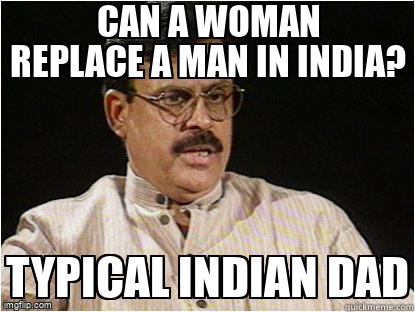 CAN A WOMAN
REPLACE A MAN IN INDIA?
TYPICAL INDIAN DAD
imgflip.com
quickmeme.com